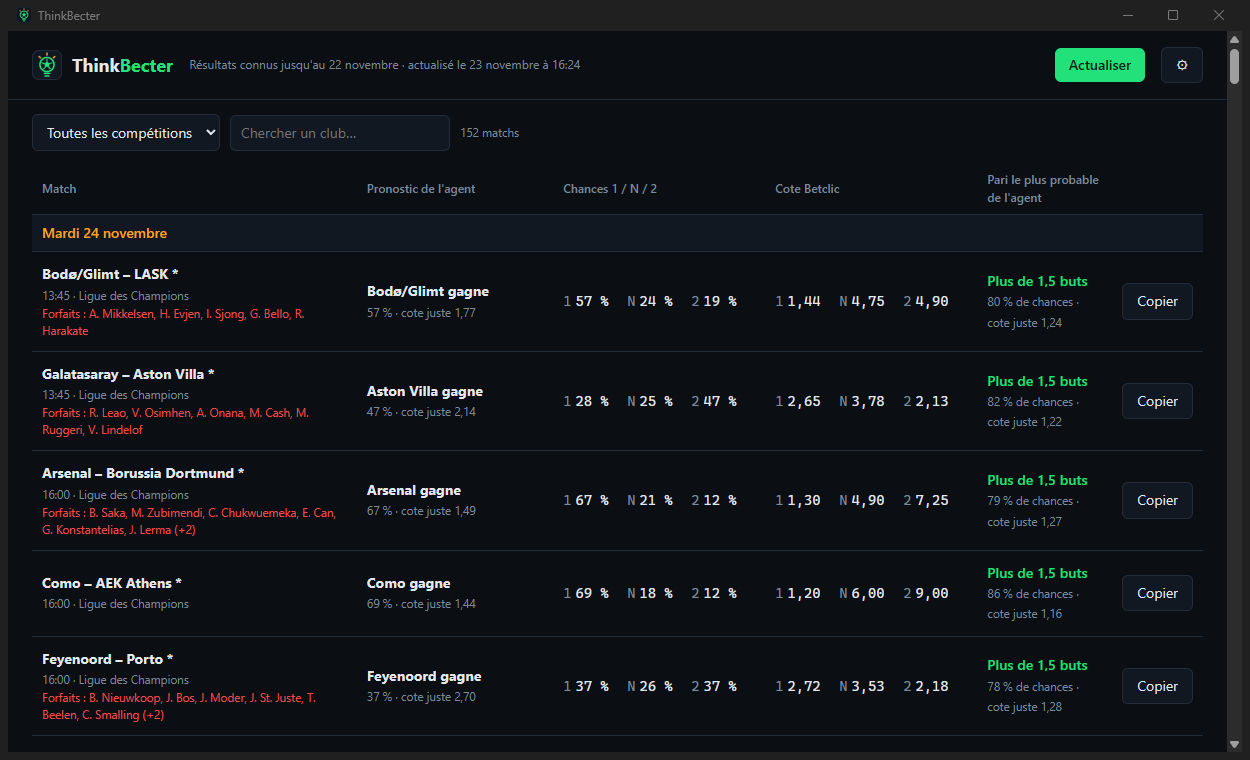 ThinkBecter
ThinkBecter Résultats connus jusqu'au 22 novembre · actualisé le 23 novembre à 16:24 Actualiser
Toutes les compétitions Chercher un club... 152 matchs
Match Pronostic de l'agent Chances 1 / N / 2 Cote Betclic Pari le plus probable
de l'agent
Mardi 24 novembre
Bodø/Glimt – LASK *
13:45 · Ligue des Champions
Forfaits : A. Mikkelsen, H. Evjen, I. Sjong, G. Bello, R.
Harakate
Bodø/Glimt gagne
57 % · cote juste 1,77
1 57 % N 24 % 2 19 %
1 1,44 N 4,75 2 4,90
Plus de 1,5 buts
80 % de chances ·
cote juste 1,24
Copier
Galatasaray – Aston Villa *
13:45 · Ligue des Champions
Forfaits : R. Leao, V. Osimhen, A. Onana, M. Cash, M.
Ruggeri, V. Lindelof
Aston Villa gagne
47 % · cote juste 2,14
1 28 % N 25 % 2 47 %
1 2,65 N 3,78 2 2,13
Plus de 1,5 buts
82 % de chances ·
cote juste 1,22
Copier
Arsenal – Borussia Dortmund *
16:00 · Ligue des Champions
Forfaits : B. Saka, M. Zubimendi, C. Chukwuemeka, E. Can,
G. Konstantelias, J. Lerma (+2)
Arsenal gagne
67 % · cote juste 1,49
1 67 % N 21 % 2 12 %
1 1,30 N 4,90 2 7,25
Plus de 1,5 buts
79 % de chances ·
cote juste 1,27
Copier
Como – AEK Athens *
16:00 · Ligue des Champions
Como gagne
69 % · cote juste 1,44
1 69 % N 18 % 2 12 %
1 1,20 N 6,00 2 9,00
Plus de 1,5 buts
86 % de chances ·
cote juste 1,16
Copier
Feyenoord – Porto *
16:00 · Ligue des Champions
Forfaits : B. Nieuwkoop, J. Bos, J. Moder, J. St. Juste, T.
Beelen, C. Smalling (+2)
Feyenoord gagne
37 % · cote juste 2,70
1 37 % N 26 % 2 37 %
1 2,72 N 3,53 2 2,18
Plus de 1,5 buts
78 % de chances ·
cote juste 1,28
Copier